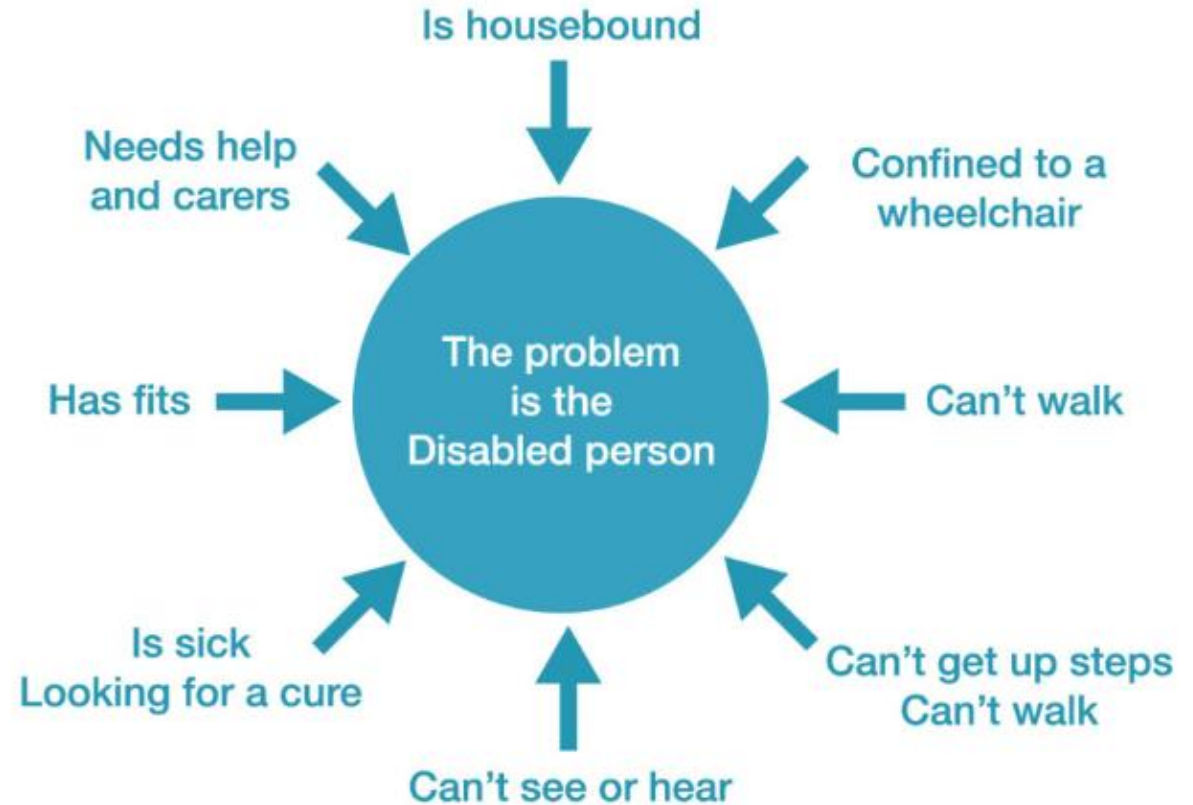 Is housebound
Needs help
and carers
Confined to a
wheelchair
The problem
is the
Disabled person
Has fits
Can't walk
Is sick
Looking for a cure
Can't get up steps
Can't walk
Can't see or hear